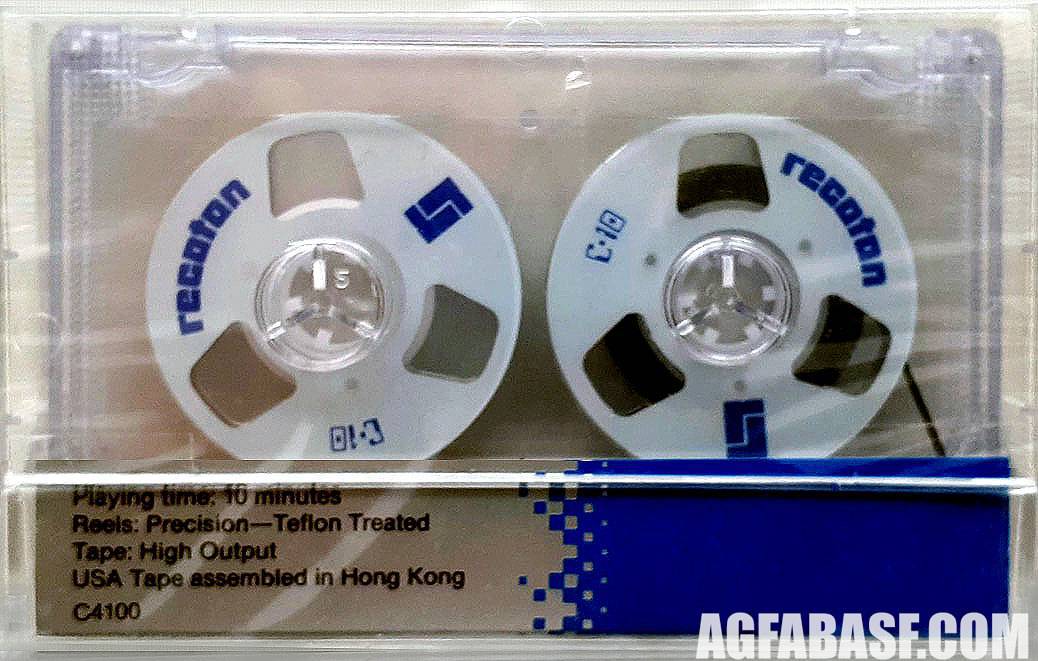 recoton
5
C·10
C·10
recoton
Playing time: 10 minutes
Reels: Precision—Teflon Treated
Tape: High Output
USA Tape assembled in Hong Kong
C4100
AGFABASF.COM